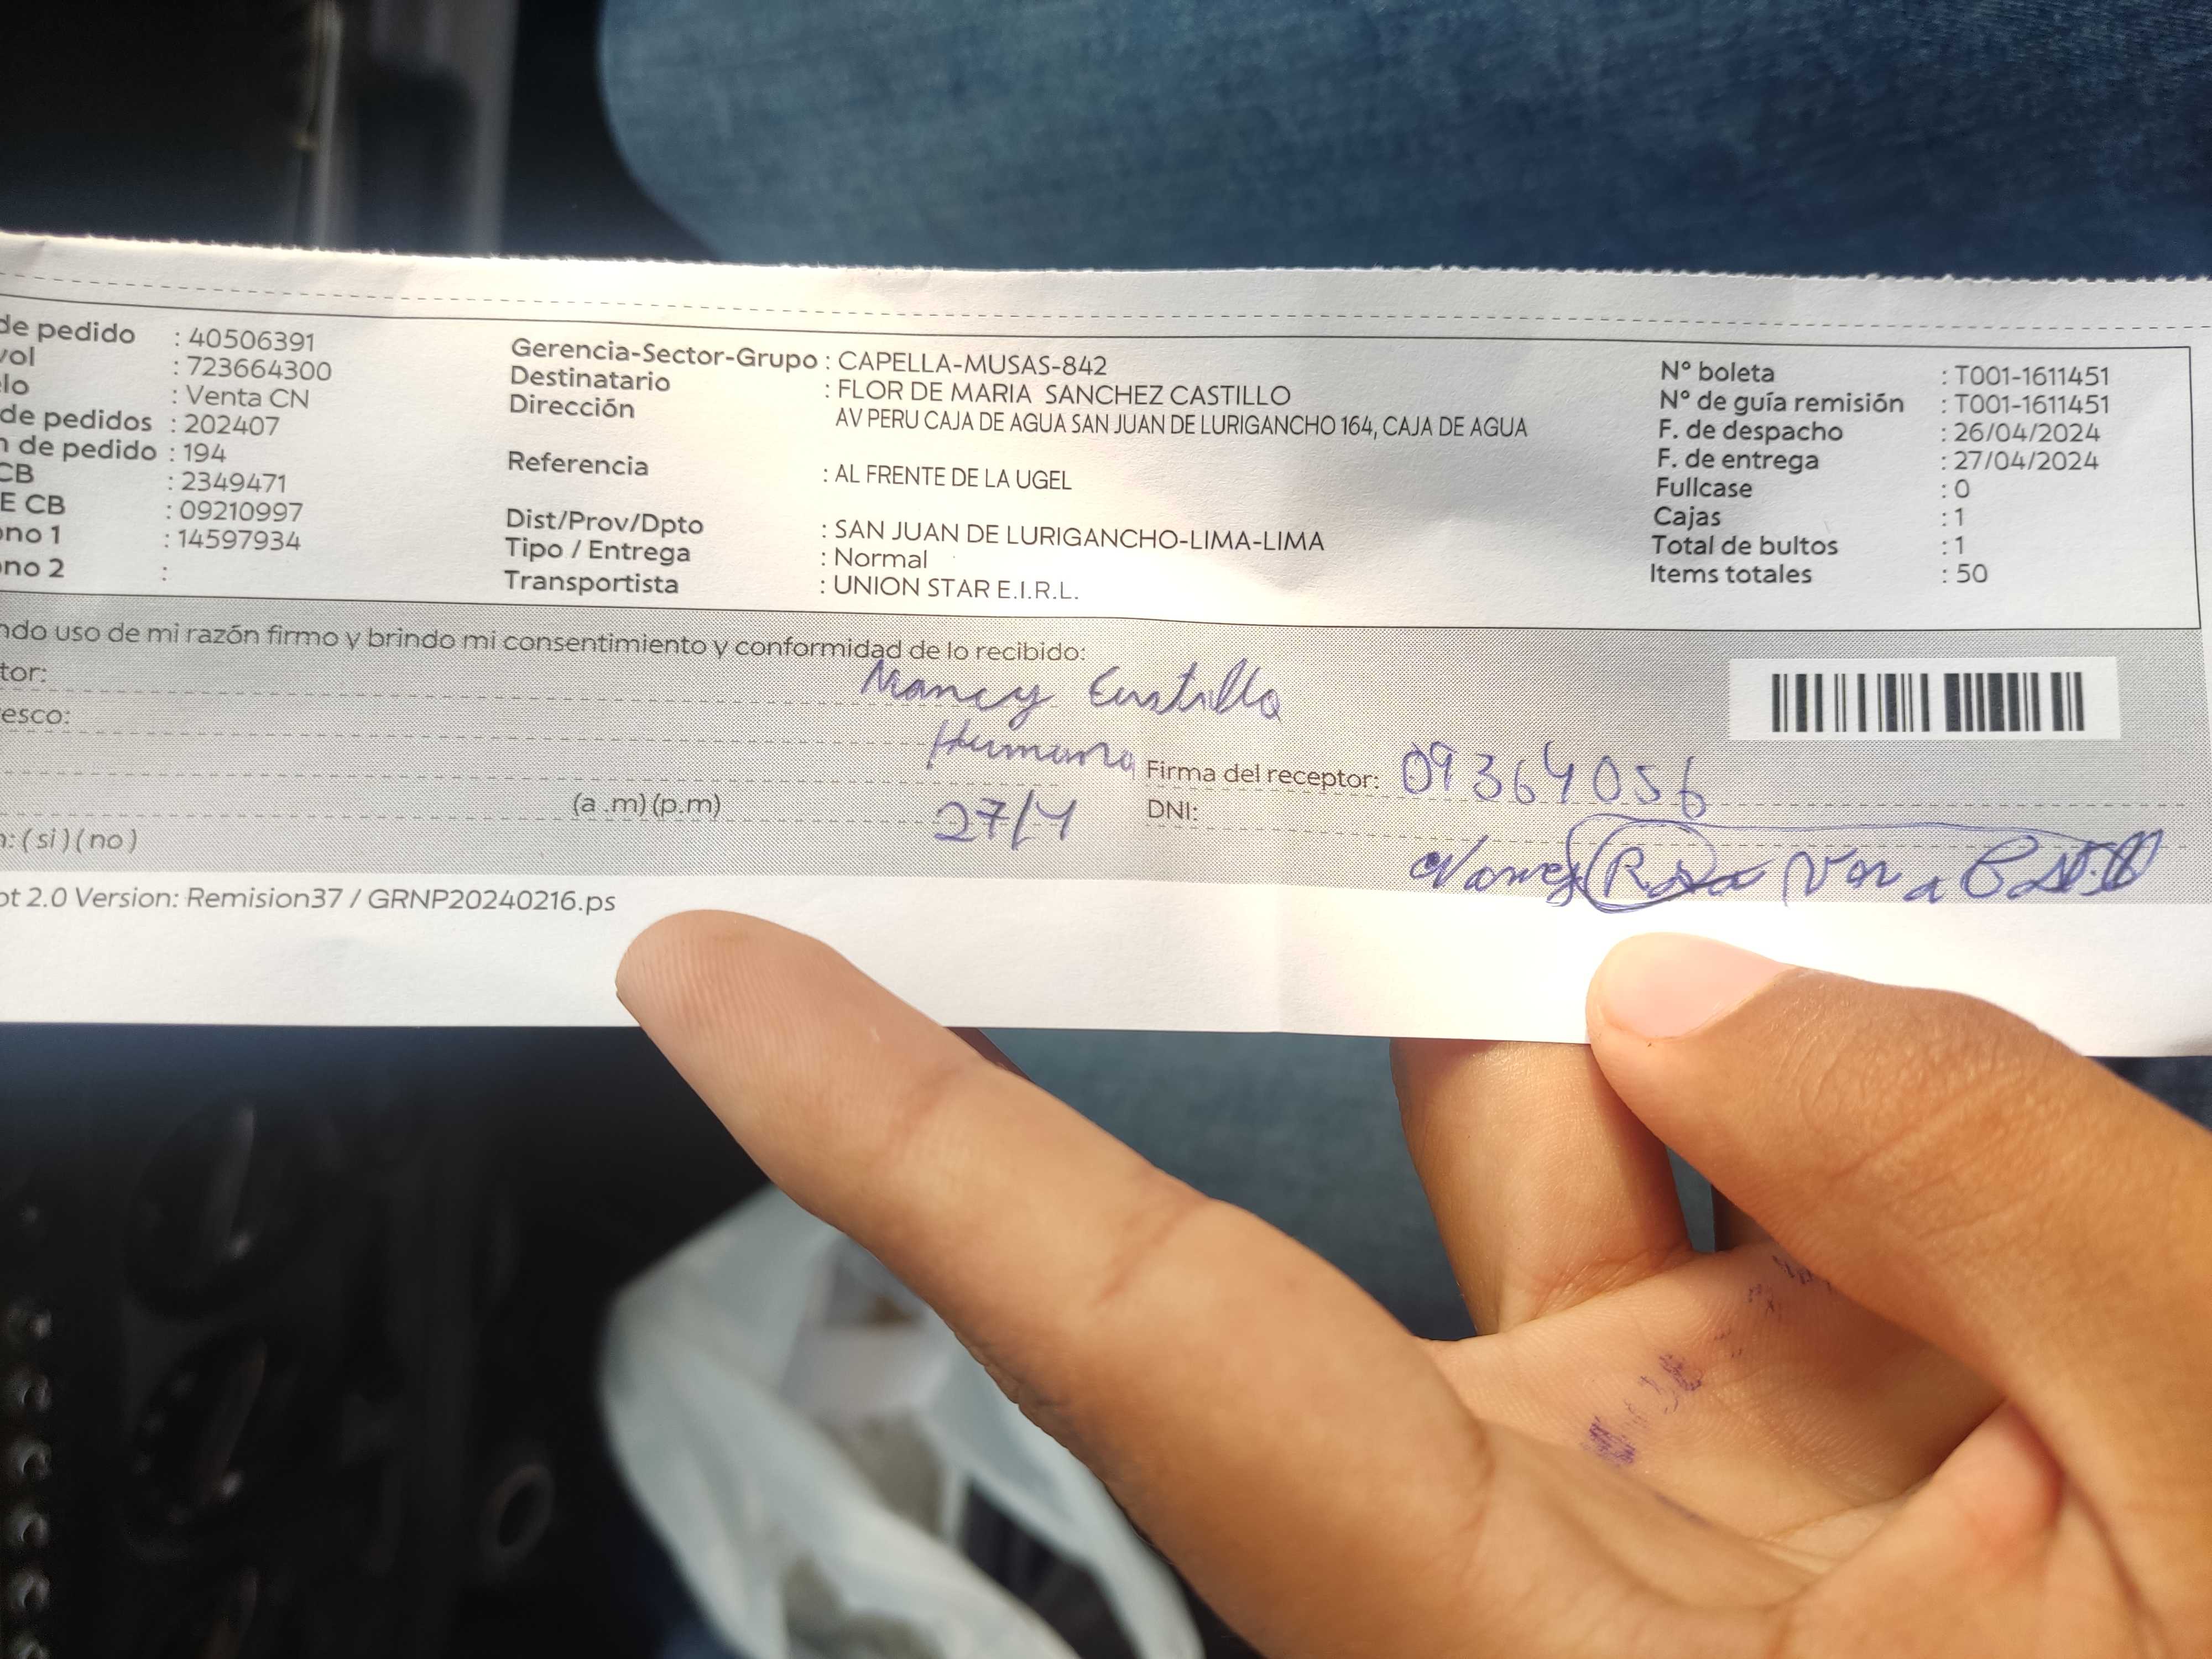 de pedido : 40506391
vol : 723664300
lo : Venta CN
de pedidos : 202407
n de pedido : 194
CB : 2349471
E CB : 09210997
ono 1 : 14597934
ono 2 :
Gerencia-Sector-Grupo : CAPELLA-MUSAS-842
Destinatario : FLOR DE MARIA SANCHEZ CASTILLO
Dirección AV PERU CAJA DE AGUA SAN JUAN DE LURIGANCHO 164, CAJA DE AGUA
Referencia : AL FRENTE DE LA UGEL
Dist/Prov/Dpto : SAN JUAN DE LURIGANCHO-LIMA-LIMA
Tipo / Entrega : Normal
Transportista : UNION STAR E.I.R.L.
N° boleta : T001-1611451
N° de guía remisión : T001-1611451
F. de despacho : 26/04/2024
F. de entrega : 27/04/2024
Fullcase : 0
Cajas : 1
Total de bultos : 1
Items totales : 50
ndo uso de mi razón firmo y brindo mi consentimiento y conformidad de lo recibido:
tor: Nancy Castillo
esco: Humana
Firma del receptor: 09364056
(a .m) (p.m) 27/4 DNI:
n: ( si ) ( no )
ot 2.0 Version: Remision37 / GRNP20240216.ps